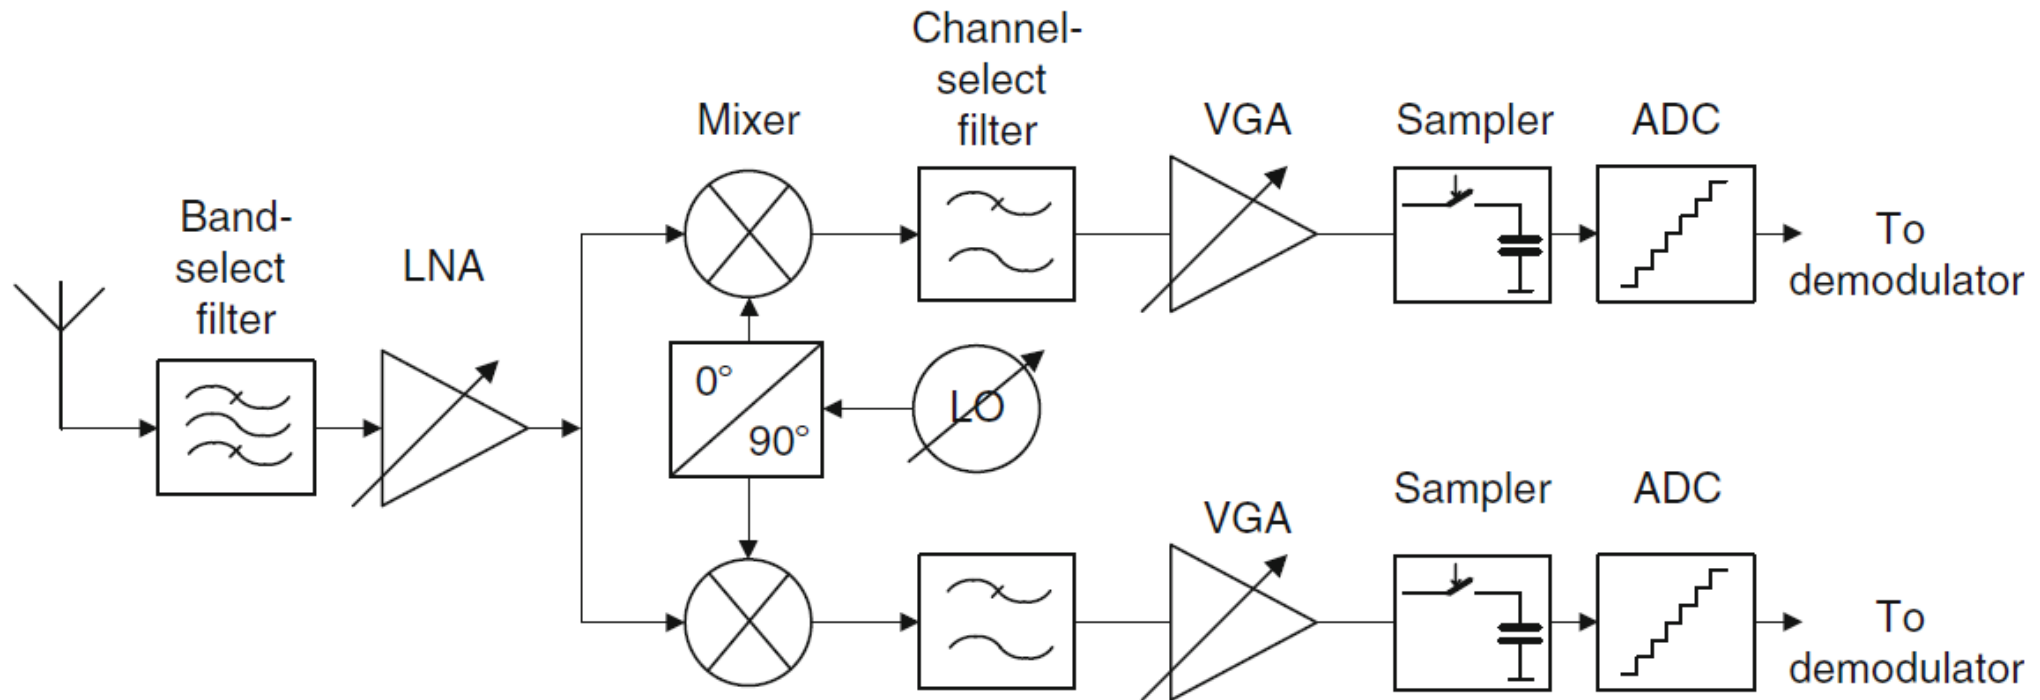 Channel-
select
filter
Mixer
VGA
Sampler
ADC
Band-
select
filter
LNA
To
demodulator
0°
90°
LO
VGA
Sampler
ADC
To
demodulator